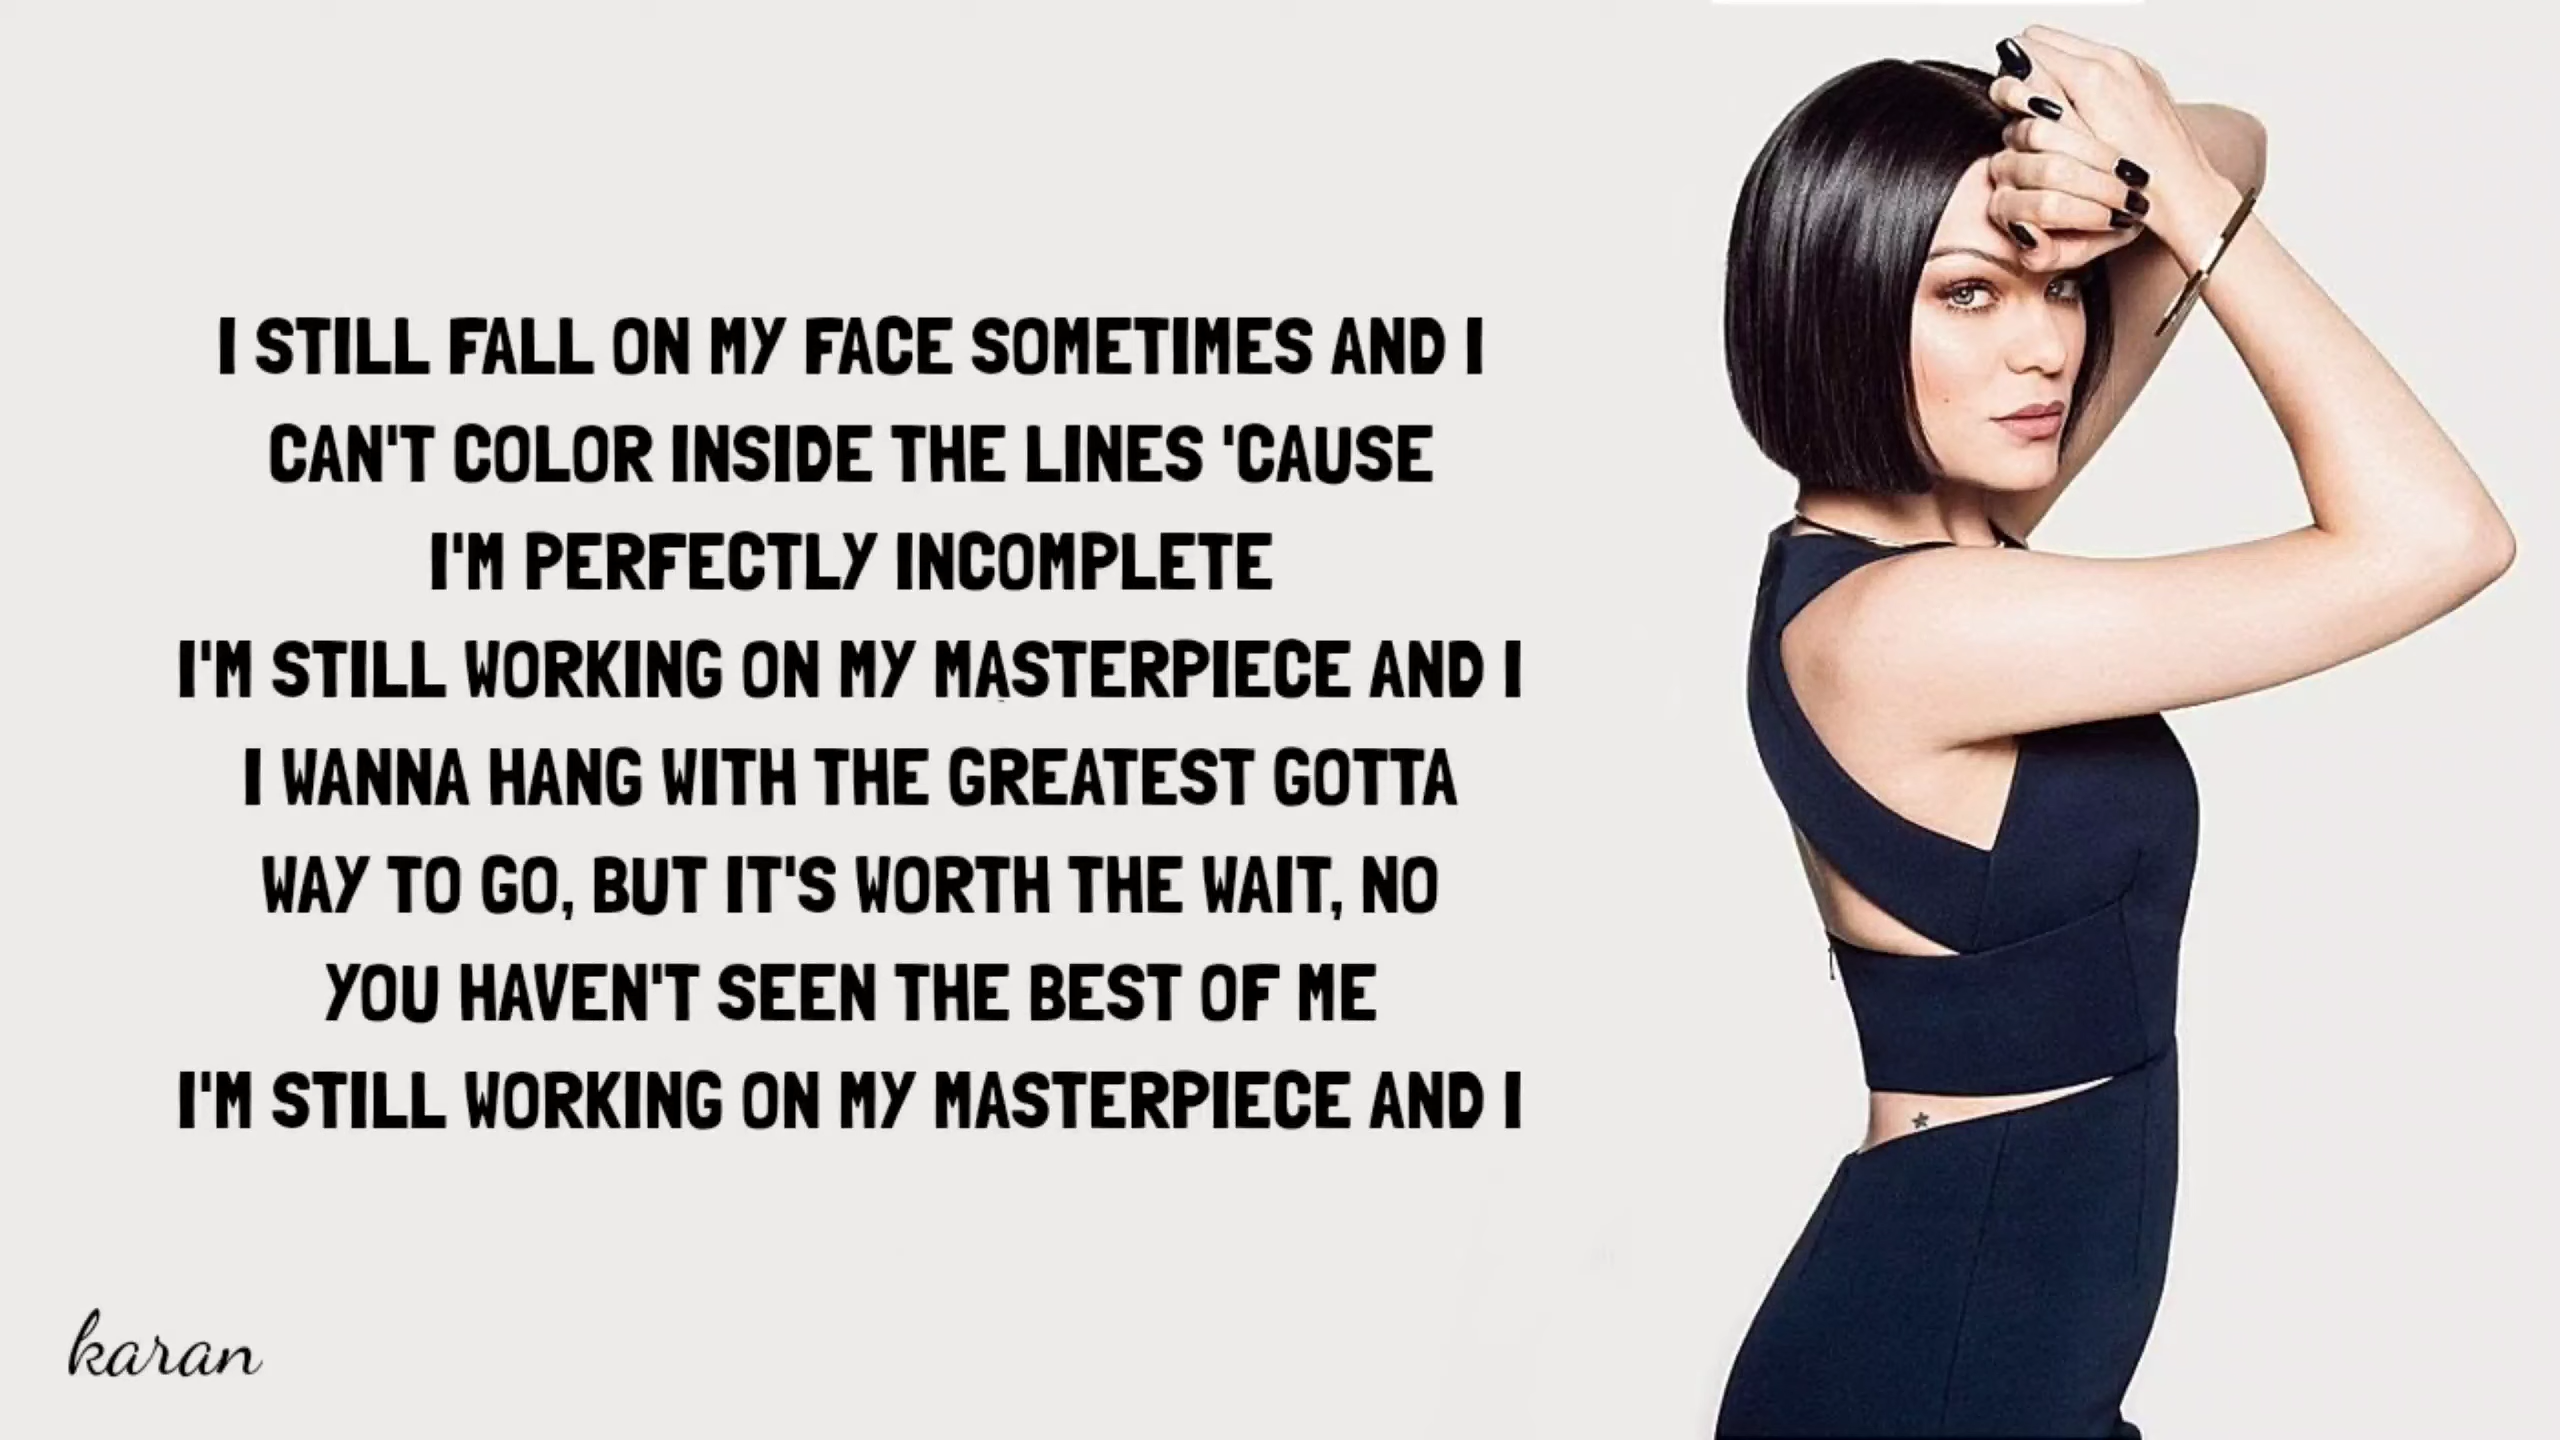 I STILL FALL ON MY FACE SOMETIMES AND I
CAN'T COLOR INSIDE THE LINES 'CAUSE
I'M PERFECTLY INCOMPLETE
I'M STILL WORKING ON MY MASTERPIECE AND I
I WANNA HANG WITH THE GREATEST GOTTA
WAY TO GO, BUT IT'S WORTH THE WAIT, NO
YOU HAVEN'T SEEN THE BEST OF ME
I'M STILL WORKING ON MY MASTERPIECE AND I
karan